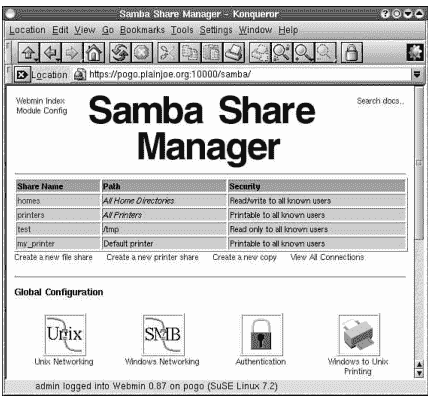 Samba Share Manager - Konqueror
Location Edit View Go Bookmarks Tools Settings Window Help
Location https://pogo.plainjoe.org:10000/samba/
Webmin Index
Module Config
Samba Share Manager
Search docs..
Share Name Path Security
homes All Home Directories Read/write to all known users
printers All Printers Printable to all known users
test /tmp Read only to all known users
my_printer Default printer Printable to all known users
Create a new file share Create a new printer share Create a new copy View All Connections
Global Configuration
Unix SMB
Unix Networking Windows Networking Authentication Windows to Unix Printing
admin logged into Webmin 0.87 on pogo (SuSE Linux 7.2)